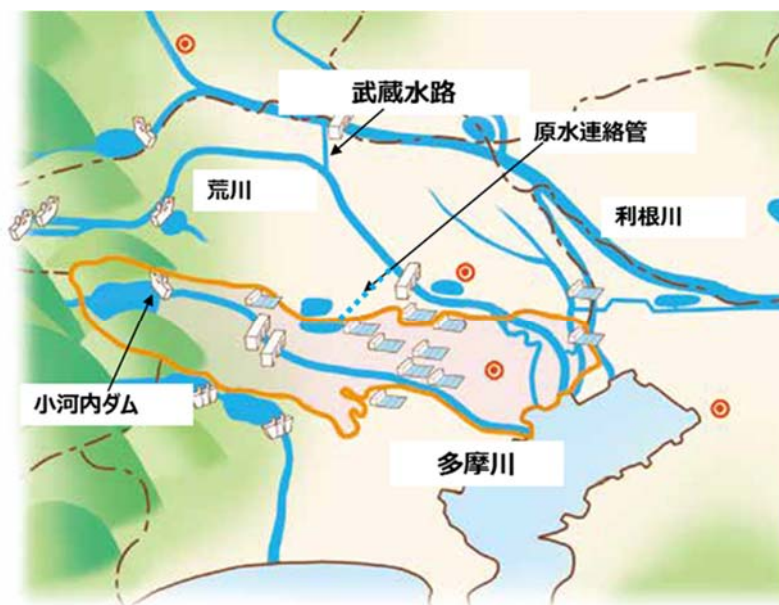 武蔵水路
原水連絡管
荒川
利根川
小河内ダム
多摩川